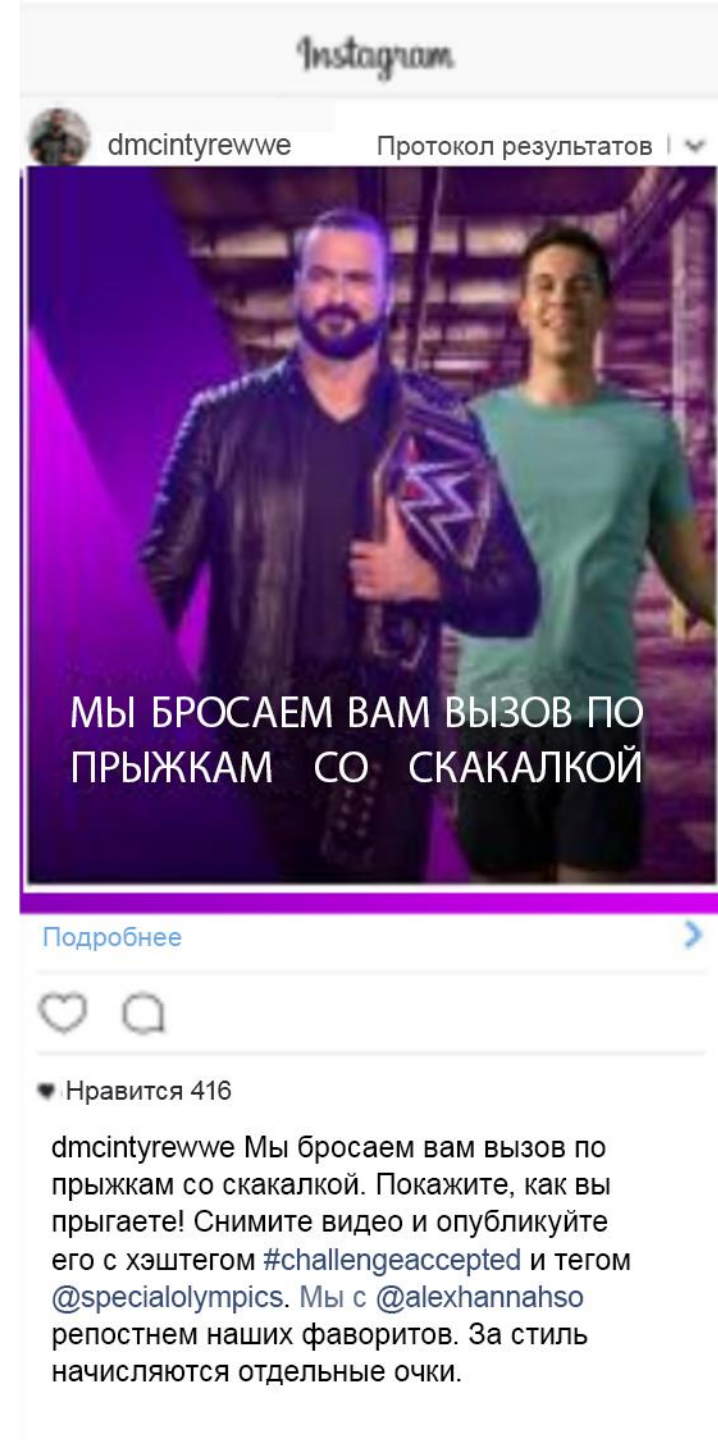 Instagram
dmcintyrewwe Протокол результатов
МЫ БРОСАЕМ ВАМ ВЫЗОВ ПО
ПРЫЖКАМ СО СКАКАЛКОЙ
Подробнее
Нравится 416
dmcintyrewwe Мы бросаем вам вызов по
прыжкам со скакалкой. Покажите, как вы
прыгаете! Снимите видео и опубликуйте
его с хэштегом #challengeaccepted и тегом
@specialolympics. Мы с @alexhannahso
репостнем наших фаворитов. За стиль
начисляются отдельные очки.